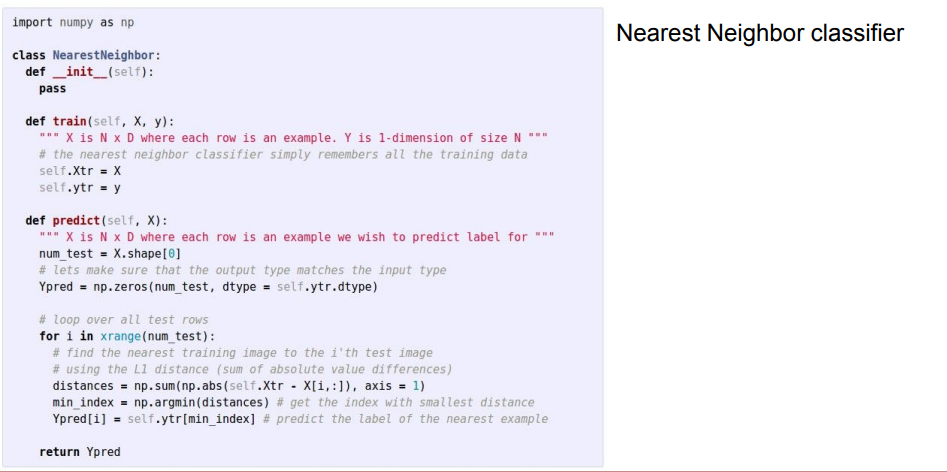 import numpy as np
class NearestNeighbor:
def __init__(self):
pass
def train(self, X, y):
""" X is N x D where each row is an example. Y is 1-dimension of size N """
# the nearest neighbor classifier simply remembers all the training data
self.Xtr = X
self.ytr = y
def predict(self, X):
""" X is N x D where each row is an example we wish to predict label for """
num_test = X.shape[0]
# lets make sure that the output type matches the input type
Ypred = np.zeros(num_test, dtype = self.ytr.dtype)
# loop over all test rows
for i in xrange(num_test):
# find the nearest training image to the i'th test image
# using the L1 distance (sum of absolute value differences)
distances = np.sum(np.abs(self.Xtr - X[i,:]), axis = 1)
min_index = np.argmin(distances) # get the index with smallest distance
Ypred[i] = self.ytr[min_index] # predict the label of the nearest example
return Ypred
Nearest Neighbor classifier